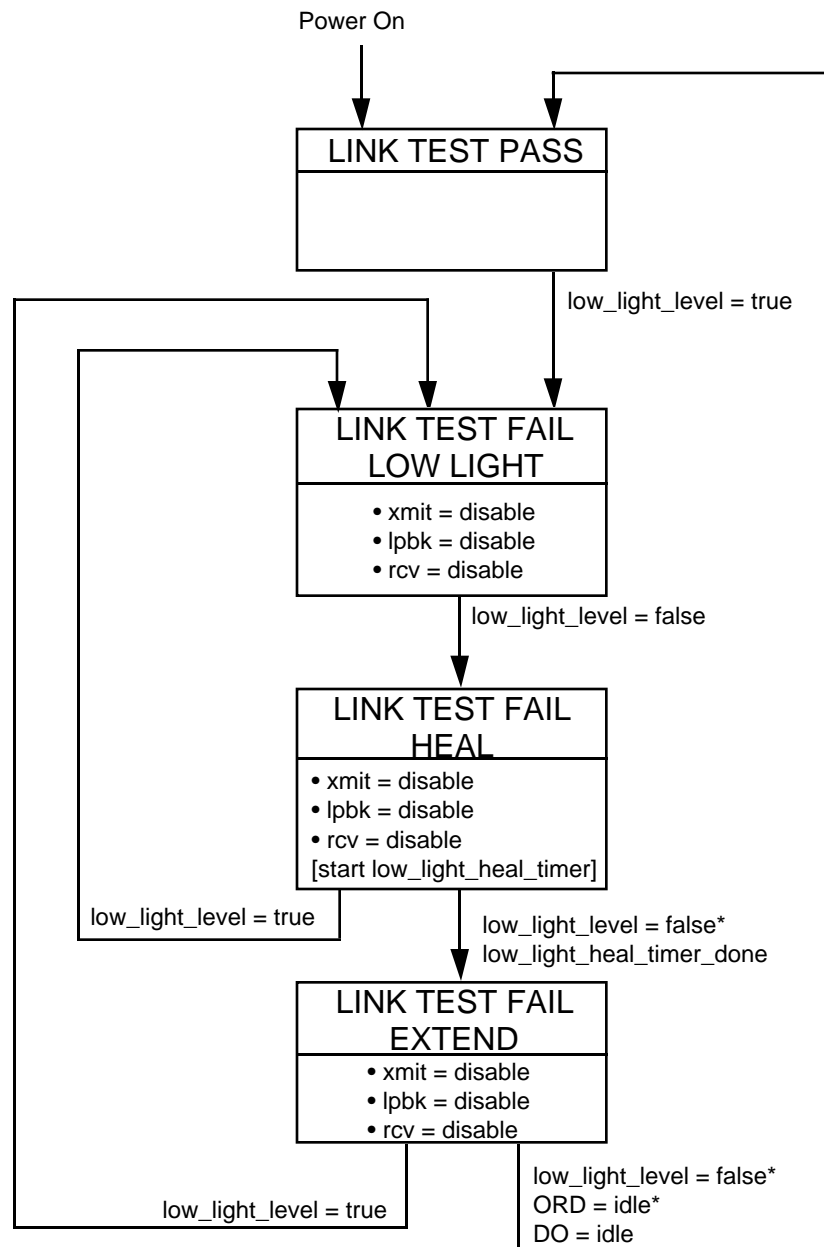 Power On
LINK TEST PASS
low_light_level = true
LINK TEST FAIL
LOW LIGHT
• xmit = disable
• lpbk = disable
• rcv = disable
low_light_level = false
LINK TEST FAIL
HEAL
• xmit = disable
• lpbk = disable
• rcv = disable
[start low_light_heal_timer]
low_light_level = true
low_light_level = false*
low_light_heal_timer_done
LINK TEST FAIL
EXTEND
• xmit = disable
• lpbk = disable
• rcv = disable
low_light_level = true
low_light_level = false*
ORD = idle*
DO = idle